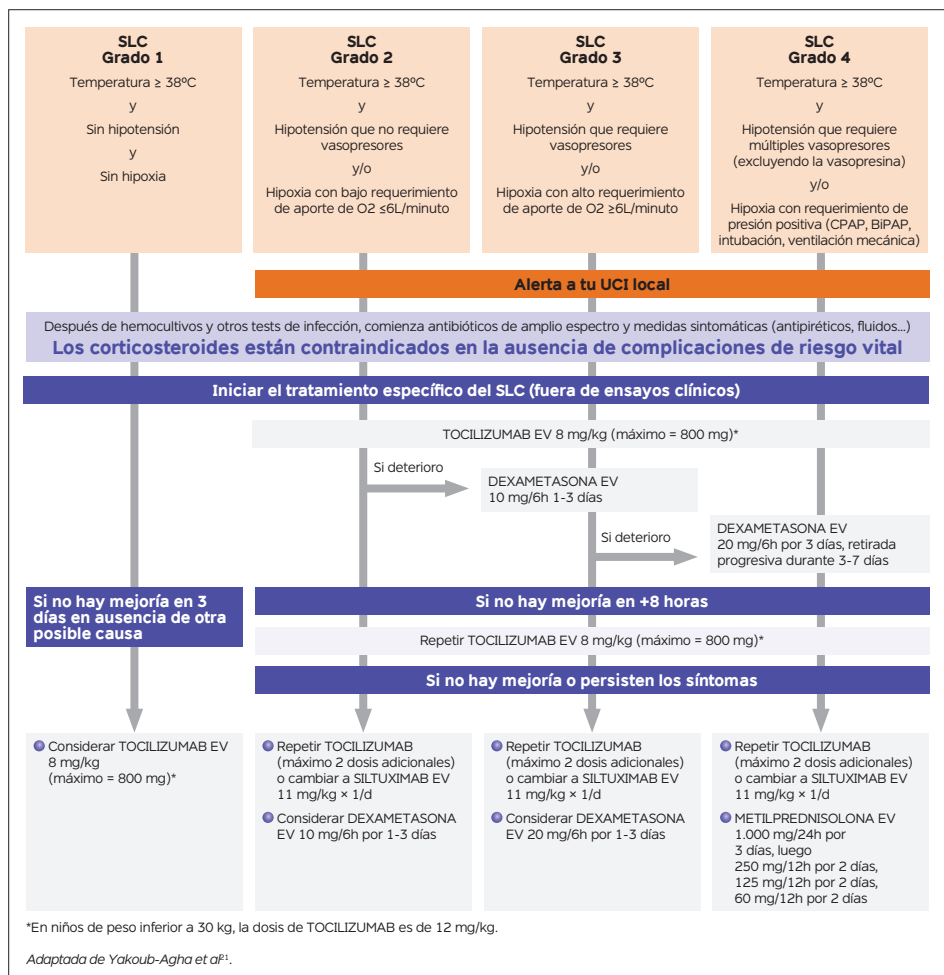 SLC
Grado 1
Temperatura ≥ 38ºC
y
Sin hipotensión
y
Sin hipoxia
SLC
Grado 2
Temperatura ≥ 38ºC
y
Hipotensión que no requiere
vasopresores
y/o
Hipoxia con bajo requerimiento
de aporte de O2 ≤6L/minuto
SLC
Grado 3
Temperatura ≥ 38ºC
y
Hipotensión que requiere
vasopresores
y/o
Hipoxia con alto requerimiento
de aporte de O2 ≥6L/minuto
SLC
Grado 4
Temperatura ≥ 38ºC
y
Hipotensión que requiere
múltiples vasopresores
(excluyendo la vasopresina)
y/o
Hipoxia con requerimiento de
presión positiva (CPAP, BiPAP,
intubación, ventilación mecánica)
Alerta a tu UCI local
Después de hemocultivos y otros tests de infección, comienza antibióticos de amplio espectro y medidas sintomáticas (antipiréticos, fluidos...)
Los corticosteroides están contraindicados en la ausencia de complicaciones de riesgo vital
Iniciar el tratamiento específico del SLC (fuera de ensayos clínicos)
TOCILIZUMAB EV 8 mg/kg (máximo = 800 mg)*
Si deterioro
DEXAMETASONA EV
10 mg/6h 1-3 días
Si deterioro
DEXAMETASONA EV
20 mg/6h por 3 días, retirada
progresiva durante 3-7 días
Si no hay mejoría en 3
días en ausencia de otra
posible causa
Si no hay mejoría en +8 horas
Repetir TOCILIZUMAB EV 8 mg/kg (máximo = 800 mg)*
Si no hay mejoría o persisten los síntomas
Considerar TOCILIZUMAB EV
8 mg/kg
(máximo = 800 mg)*
Repetir TOCILIZUMAB
(máximo 2 dosis adicionales)
o cambiar a SILTUXIMAB EV
11 mg/kg × 1/d
Considerar DEXAMETASONA
EV 10 mg/6h por 1-3 días
Repetir TOCILIZUMAB
(máximo 2 dosis adicionales)
o cambiar a SILTUXIMAB EV
11 mg/kg × 1/d
Considerar DEXAMETASONA
EV 20 mg/6h por 1-3 días
Repetir TOCILIZUMAB
(máximo 2 dosis adicionales)
o cambiar a SILTUXIMAB EV
11 mg/kg × 1/d
METILPREDNISOLONA EV
1.000 mg/24h por
3 días, luego
250 mg/12h por 2 días,
125 mg/12h por 2 días,
60 mg/12h por 2 días
*En niños de peso inferior a 30 kg, la dosis de TOCILIZUMAB es de 12 mg/kg.
Adaptada de Yakoub-Agha et al²¹.